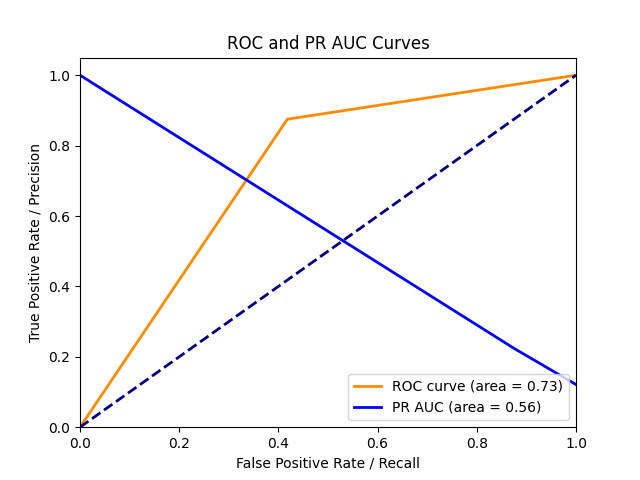 ROC and PR AUC Curves
True Positive Rate / Precision
1.0
0.8
0.6
0.4
0.2
0.0
ROC curve (area = 0.73)
PR AUC (area = 0.56)
0.0 0.2 0.4 0.6 0.8 1.0
False Positive Rate / Recall